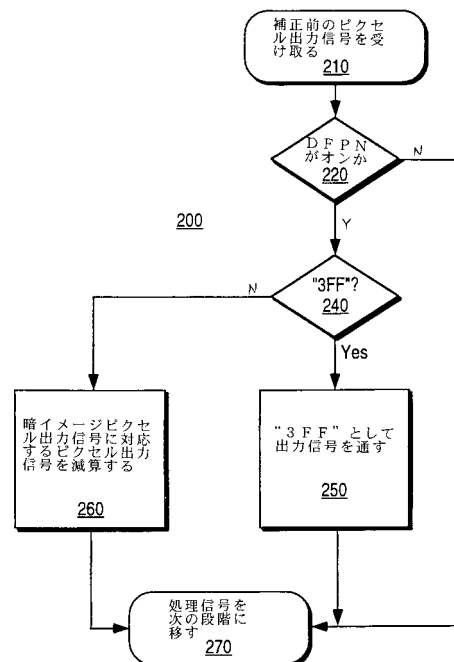 補正前のピクセ
ル出力信号を受
け取る
210
DFPN
がオンか
220
N
200
Y
"3FF"?
240
N
Yes
暗イメージピクセ
ル出力信号に対応
するピクセル出力
信号を減算する
260
"3FF"として
出力信号を通す
250
処理信号を
次の段階に
移す
270